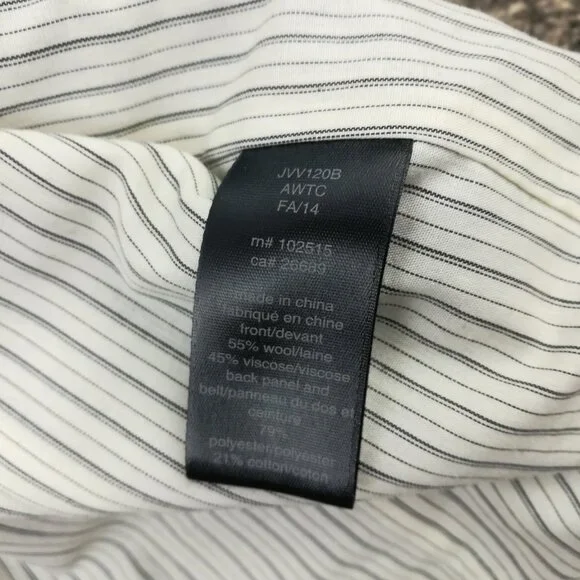 JVV120B
AWTC
FA/14
m# 102515
ca# 26689
made in china
fabriqué en chine
front/devant
55% wool/laine
45% viscose/viscose
back panel and
belt/panneau du dos et
ceinture
79%
polyester/polyester
21% cotton/coton